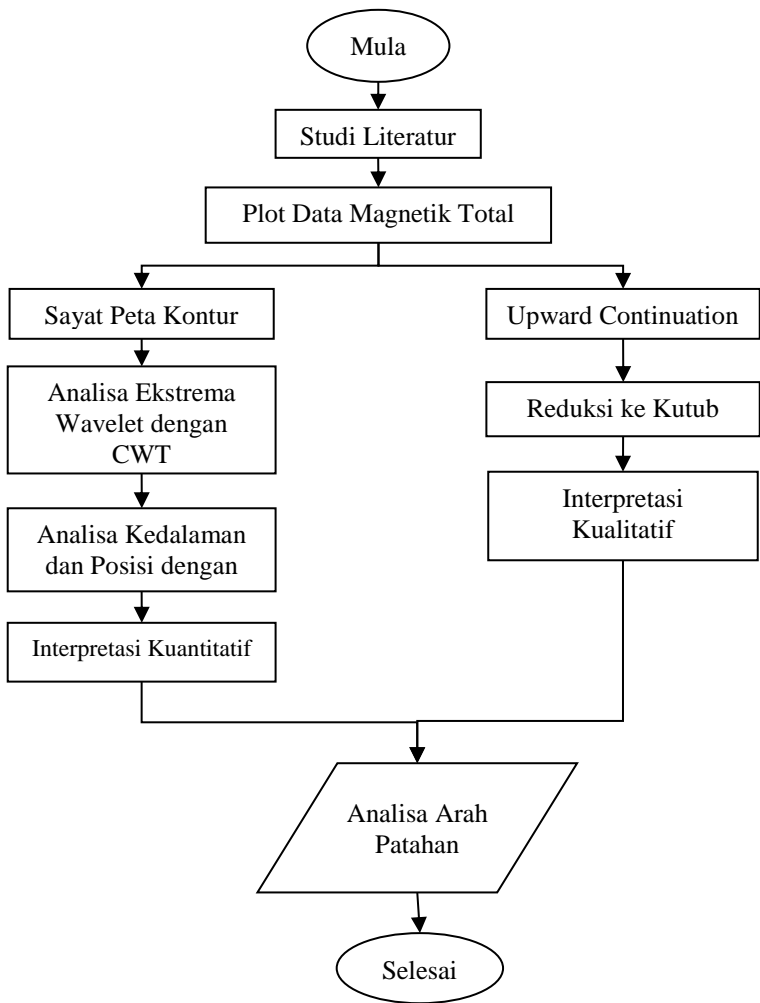 Mula
Studi Literatur
Plot Data Magnetik Total
Sayat Peta Kontur
Analisa Ekstrema
Wavelet dengan
CWT
Analisa Kedalaman
dan Posisi dengan
Interpretasi Kuantitatif
Upward Continuation
Reduksi ke Kutub
Interpretasi
Kualitatif
Analisa Arah
Patahan
Selesai